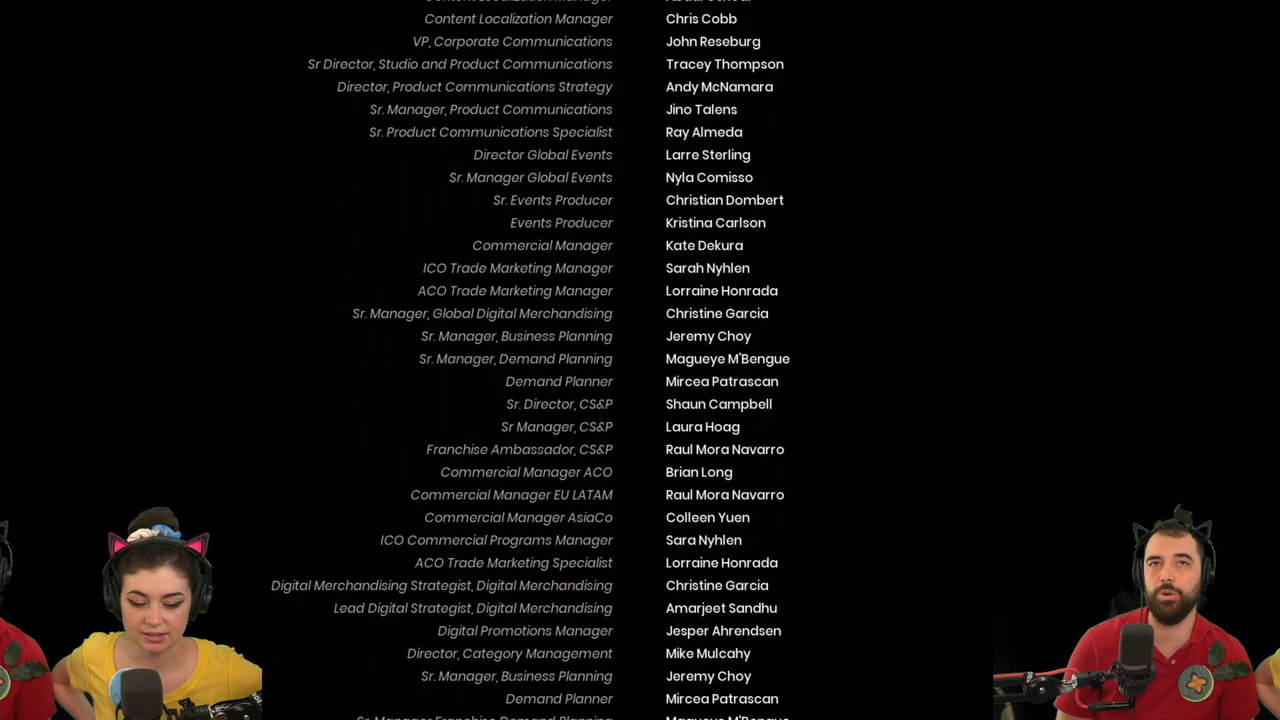 Content Localization Manager Chris Cobb
VP, Corporate Communications John Reseburg
Sr Director, Studio and Product Communications Tracey Thompson
Director, Product Communications Strategy Andy McNamara
Sr. Manager, Product Communications Jino Talens
Sr. Product Communications Specialist Ray Almeda
Director Global Events Larre Sterling
Sr. Manager Global Events Nyla Comisso
Sr. Events Producer Christian Dombert
Events Producer Kristina Carlson
Commercial Manager Kate Dekura
ICO Trade Marketing Manager Sarah Nyhlen
ACO Trade Marketing Manager Lorraine Honrada
Sr. Manager, Global Digital Merchandising Christine Garcia
Sr. Manager, Business Planning Jeremy Choy
Sr. Manager, Demand Planning Magueye M'Bengue
Demand Planner Mircea Patrascan
Sr. Director, CS&P Shaun Campbell
Sr Manager, CS&P Laura Hoag
Franchise Ambassador, CS&P Raul Mora Navarro
Commercial Manager ACO Brian Long
Commercial Manager EU LATAM Raul Mora Navarro
Commercial Manager AsiaCo Colleen Yuen
ICO Commercial Programs Manager Sara Nyhlen
ACO Trade Marketing Specialist Lorraine Honrada
Digital Merchandising Strategist, Digital Merchandising Christine Garcia
Lead Digital Strategist, Digital Merchandising Amarjeet Sandhu
Digital Promotions Manager Jesper Ahrendsen
Director, Category Management Mike Mulcahy
Sr. Manager, Business Planning Jeremy Choy
Demand Planner Mircea Patrascan
Sr. Manager Franchise Demand Planning Magueye M'Bengue